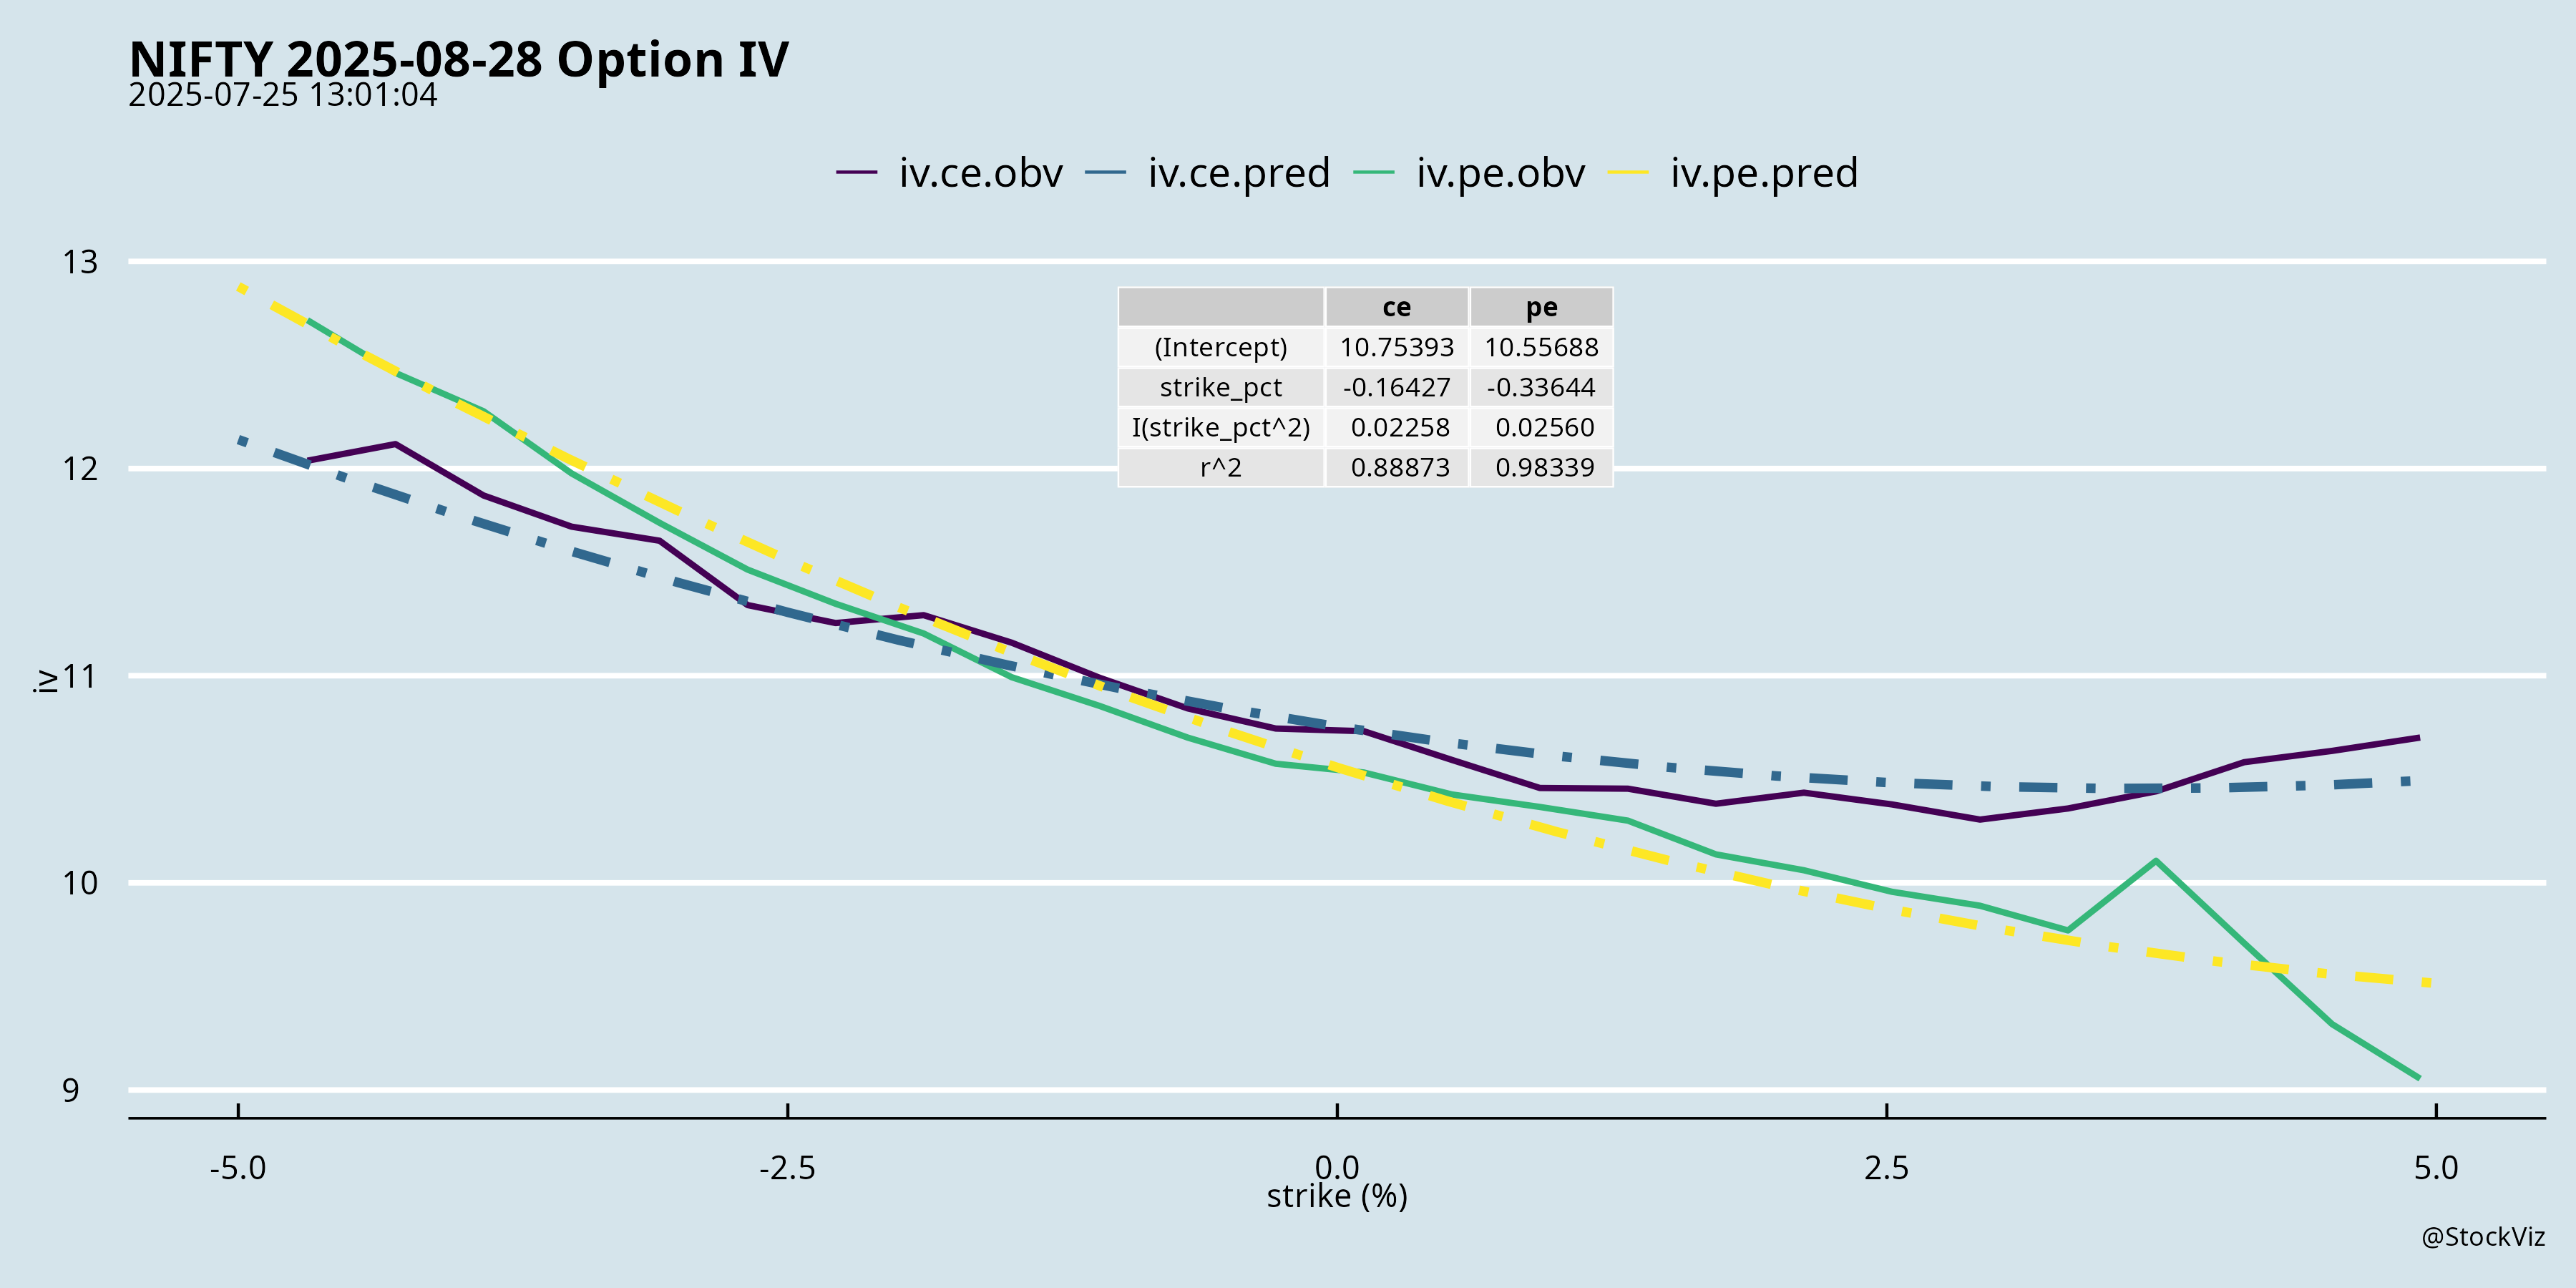 NIFTY 2025-08-28 Option IV
2025-07-25 13:01:04
iv.ce.obv iv.ce.pred iv.pe.obv iv.pe.pred
13
ce pe
(Intercept) 10.75393 10.55688
strike_pct -0.16427 -0.33644
I(strike_pct^2) 0.02258 0.02560
r^2 0.88873 0.98339
12
iv
11
10
9
-5.0 -2.5 0.0 2.5 5.0
strike (%)
@StockViz